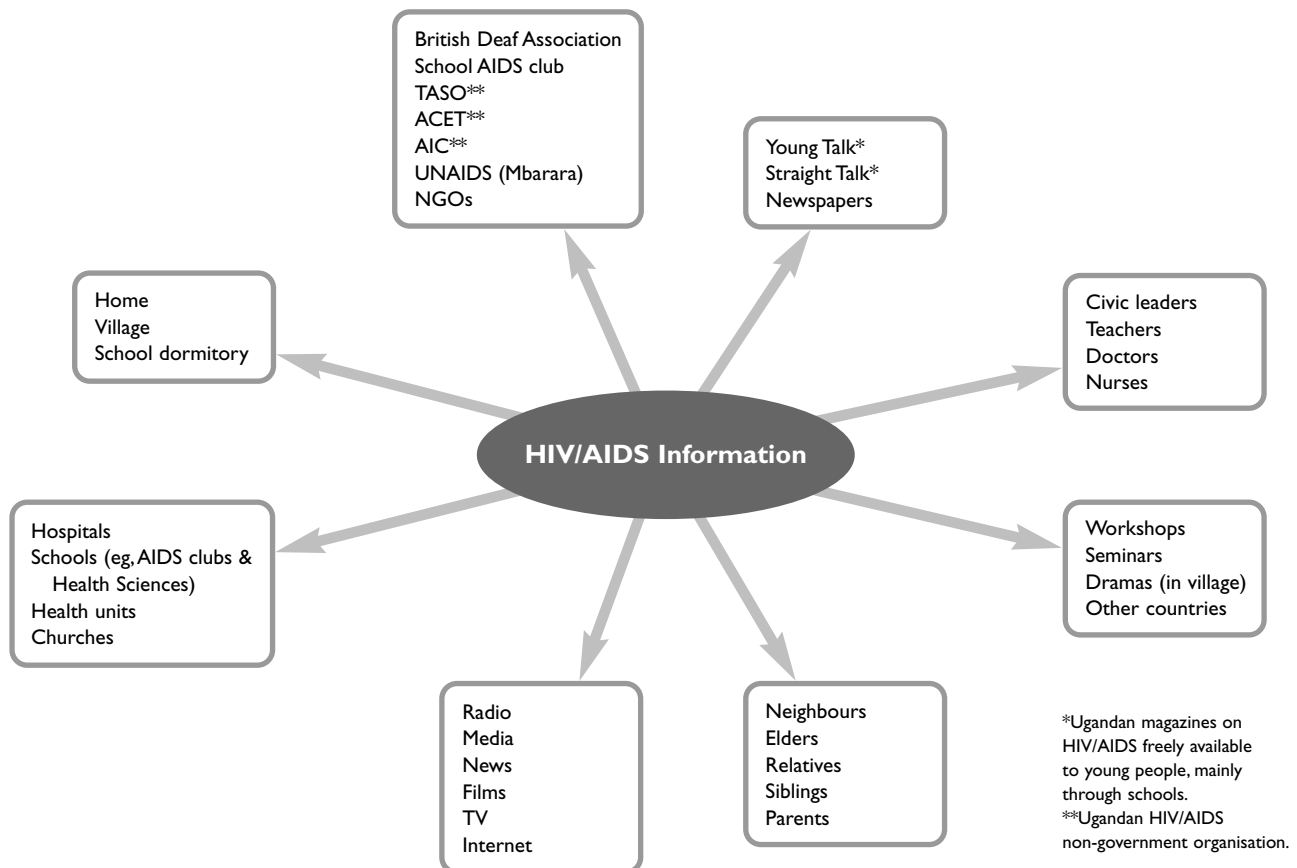 British Deaf Association
School AIDS club
TASO**
ACET**
AIC**
UNAIDS (Mbarara)
NGOs
Young Talk*
Straight Talk*
Newspapers
Home
Village
School dormitory
Civic leaders
Teachers
Doctors
Nurses
HIV/AIDS Information
Hospitals
Schools (eg, AIDS clubs &
Health Sciences)
Health units
Churches
Workshops
Seminars
Dramas (in village)
Other countries
Radio
Media
News
Films
TV
Internet
Neighbours
Elders
Relatives
Siblings
Parents
*Ugandan magazines on
HIV/AIDS freely available
to young people, mainly
through schools.
**Ugandan HIV/AIDS
non-government organisation.